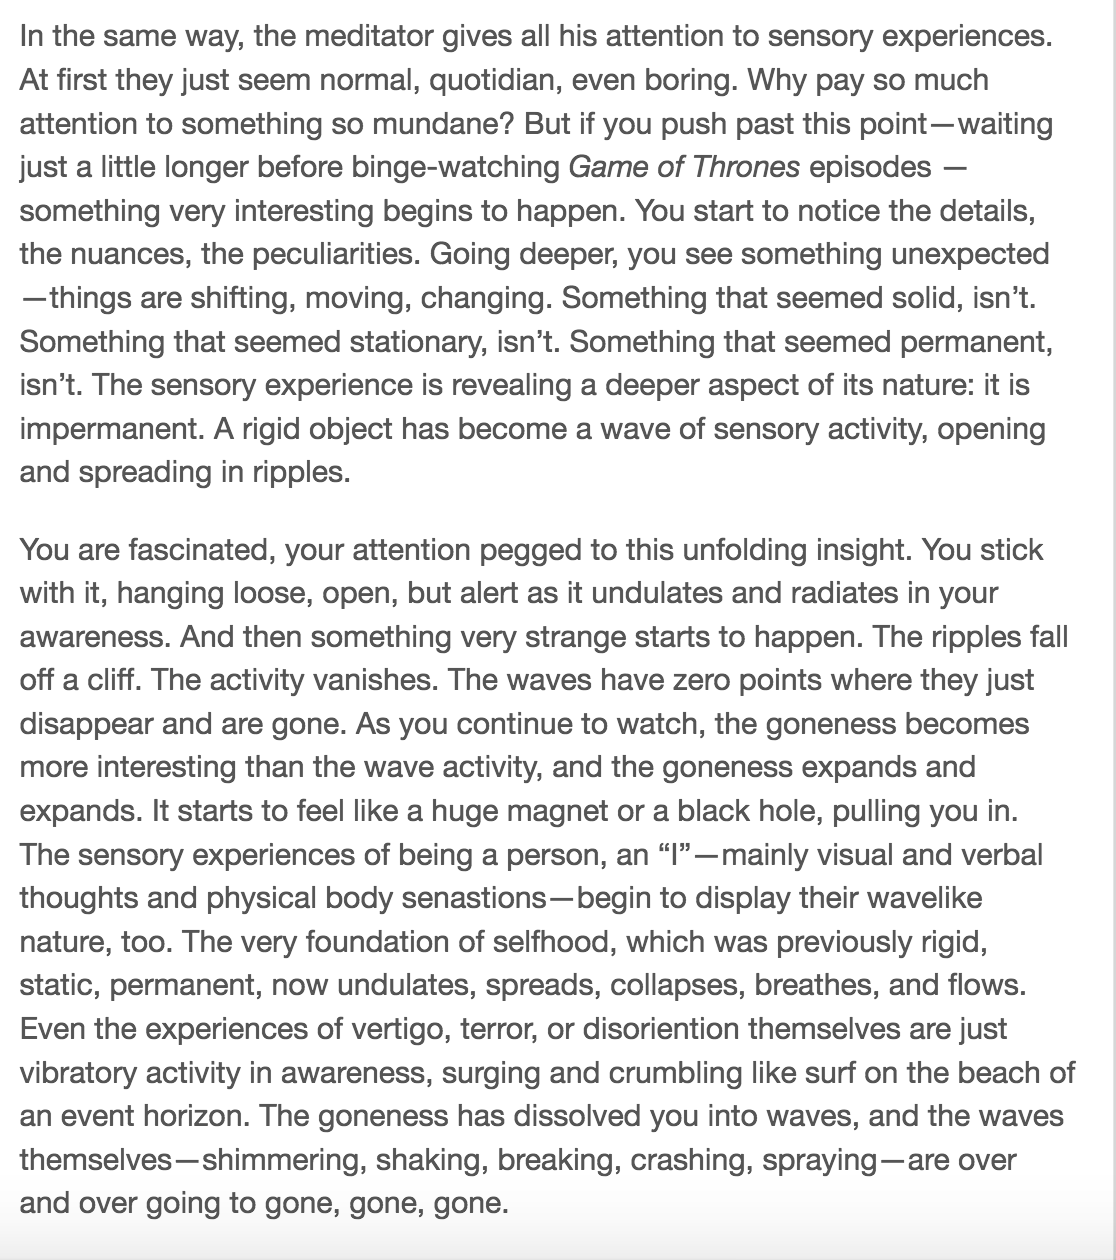 In the same way, the meditator gives all his attention to sensory experiences.
At first they just seem normal, quotidian, even boring. Why pay so much
attention to something so mundane? But if you push past this point—waiting
just a little longer before binge-watching Game of Thrones episodes —
something very interesting begins to happen. You start to notice the details,
the nuances, the peculiarities. Going deeper, you see something unexpected
—things are shifting, moving, changing. Something that seemed solid, isn’t.
Something that seemed stationary, isn’t. Something that seemed permanent,
isn’t. The sensory experience is revealing a deeper aspect of its nature: it is
impermanent. A rigid object has become a wave of sensory activity, opening
and spreading in ripples.
You are fascinated, your attention pegged to this unfolding insight. You stick
with it, hanging loose, open, but alert as it undulates and radiates in your
awareness. And then something very strange starts to happen. The ripples fall
off a cliff. The activity vanishes. The waves have zero points where they just
disappear and are gone. As you continue to watch, the goneness becomes
more interesting than the wave activity, and the goneness expands and
expands. It starts to feel like a huge magnet or a black hole, pulling you in.
The sensory experiences of being a person, an “I”—mainly visual and verbal
thoughts and physical body senastions—begin to display their wavelike
nature, too. The very foundation of selfhood, which was previously rigid,
static, permanent, now undulates, spreads, collapses, breathes, and flows.
Even the experiences of vertigo, terror, or disoriention themselves are just
vibratory activity in awareness, surging and crumbling like surf on the beach of
an event horizon. The goneness has dissolved you into waves, and the waves
themselves—shimmering, shaking, breaking, crashing, spraying—are over
and over going to gone, gone, gone.